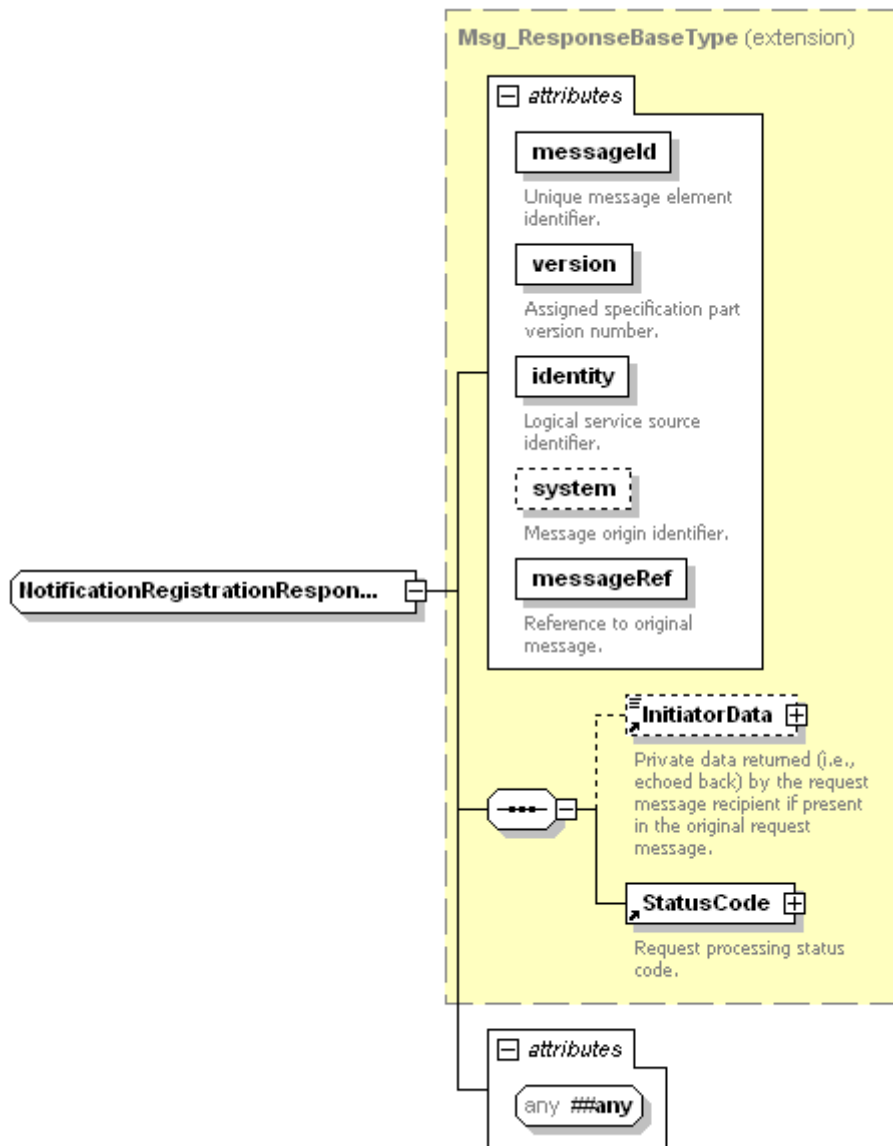 Msg_ResponseBaseType (extension)
attributes
messageId
Unique message element
identifier.
version
Assigned specification part
version number.
identity
Logical service source
identifier.
system
Message origin identifier.
messageRef
Reference to original
message.
NotificationRegistrationRespon...
InitiatorData
Private data returned (i.e.,
echoed back) by the request
message recipient if present
in the original request
message.
StatusCode
Request processing status
code.
attributes
any ##any